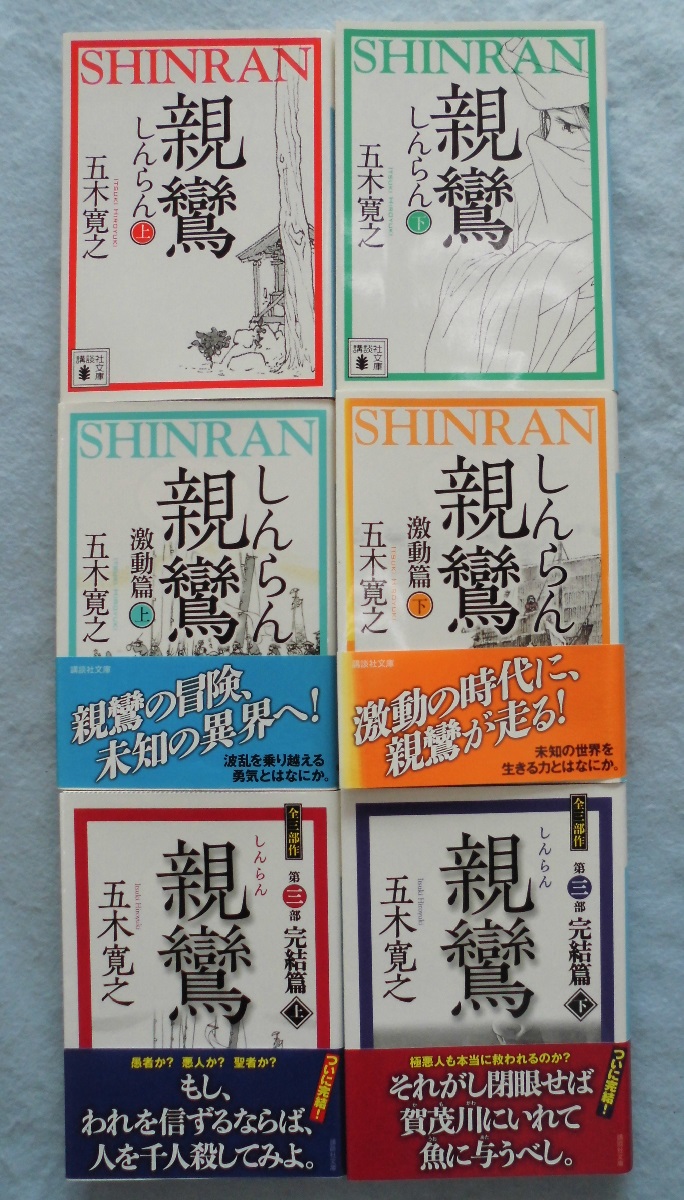 SHINRAN
親鸞
しんらん
上
五木寛之
ITSUKI HIROYUKI
講談社
文庫
SHINRAN
親鸞
しんらん
下
五木寛之
ITSUKI HIROYUKI
講談社
文庫
SHINRAN
しんらん
親鸞
激動篇
上
五木寛之
講談社文庫
親鸞の冒険、
未知の異界へ!
波乱を乗り越える
勇気とはなにか。
SHINRAN
しんらん
親鸞
激動篇
下
五木寛之
ITSUKI HIROYUKI
講談社文庫
激動の時代に、
親鸞が走る!
未知の世界を
生きる力とはなにか。
全三部作
第三部 完結篇 上
しんらん
親鸞
五木寛之
Itsuki Hiroyuki
愚者か? 悪人か? 聖者か?
ついに完結!
もし、
われを信ずるならば、
人を千人殺してみよ。
全三部作
第三部 完結篇 下
しんらん
親鸞
五木寛之
Itsuki Hiroyuki
極悪人も本当に救われるのか?
ついに完結!
それがし閉眼せば
賀茂川にいれて
魚に与うべし。